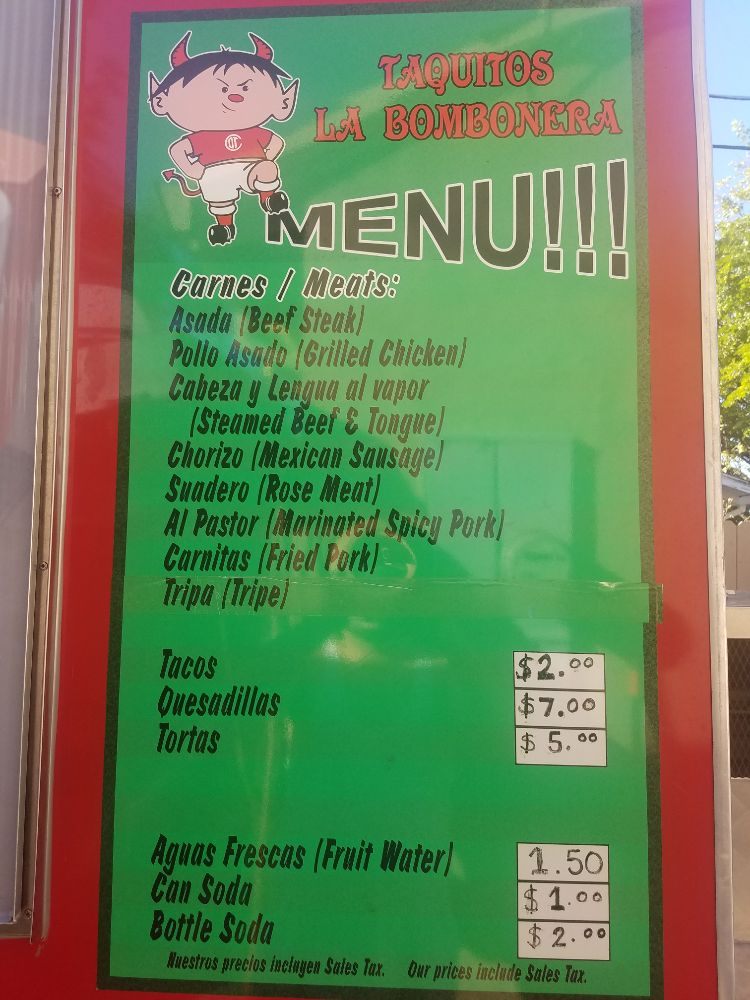 TAQUITOS
LA BOMBONERA
MENU!!!
Carnes / Meats:
Asada (Beef Steak)
Pollo Asado (Grilled Chicken)
Cabeza y Lengua al vapor
(Steamed Beef & Tongue)
Chorizo (Mexican Sausage)
Suadero (Rose Meat)
Al Pastor (Marinated Spicy Pork)
Carnitas (Fried Pork)
Tripa (Tripe)
Tacos $2.00
Quesadillas $7.00
Tortas $5.00
Aguas Frescas (Fruit Water) 1.50
Can Soda $1.00
Bottle Soda $2.00
Nuestros precios incluyen Sales Tax. Our prices include Sales Tax.